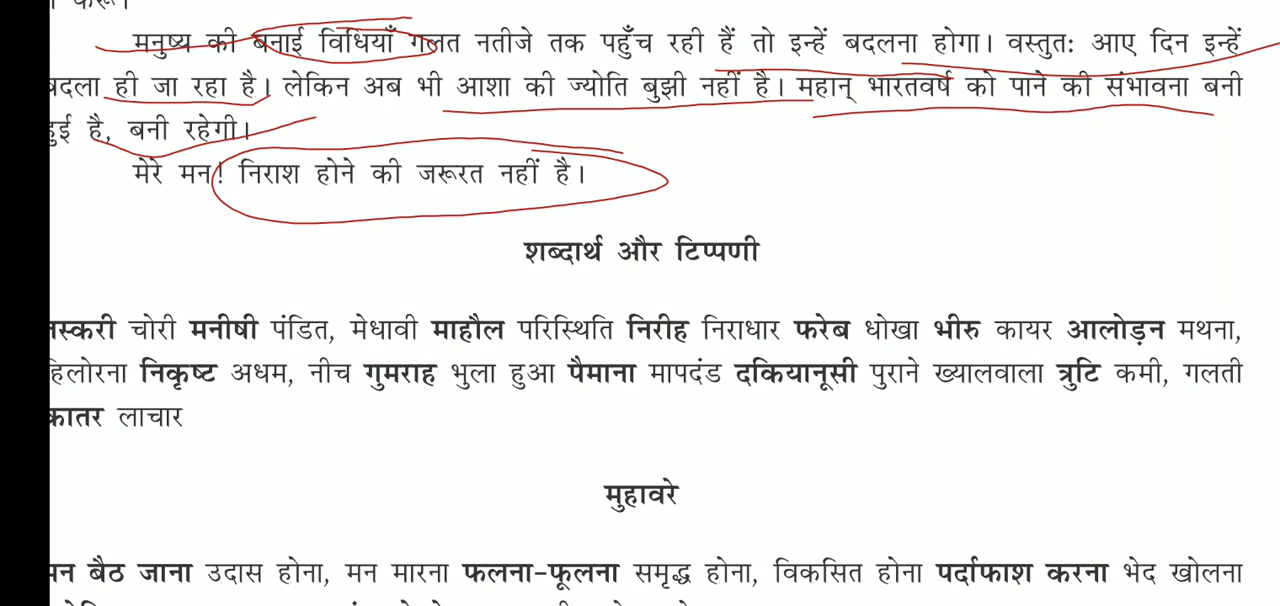 मनुष्य की बनाई विधियाँ गलत नतीजे तक पहुँच रही हैं तो इन्हें बदलना होगा। वस्तुतः आए दिन इन्हें
बदला ही जा रहा है। लेकिन अब भी आशा की ज्योति बुझी नहीं है। महान् भारतवर्ष को पाने की संभावना बनी
हुई है, बनी रहेगी।
मेरे मन! निराश होने की जरूरत नहीं है।
शब्दार्थ और टिप्पणी
तस्करी चोरी मनीषी पंडित, मेधावी माहौल परिस्थिति निरीह निराधार फरेब धोखा भीरु कायर आलोड़न मथना,
हिलोरना निकृष्ट अधम, नीच गुमराह भुला हुआ पैमाना मापदंड दकियानूसी पुराने ख्यालवाला त्रुटि कमी, गलती
कातर लाचार
मुहावरे
मन बैठ जाना उदास होना, मन मारना फलना-फूलना समृद्ध होना, विकसित होना पर्दाफाश करना भेद खोलना